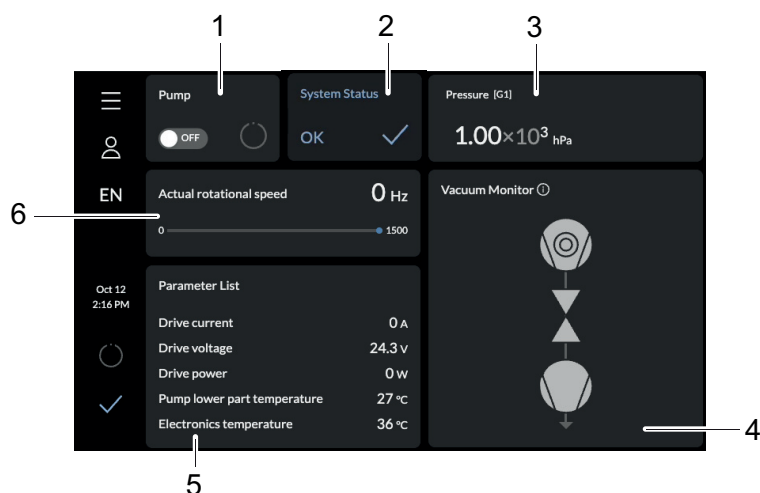 1
2
3
Pump
OFF
System Status
OK
Pressure [G1]
1.00×10³ hPa
EN
6
Actual rotational speed
0 Hz
0
1500
Vacuum Monitor ⓘ
Oct 12
2:16 PM
Parameter List
Drive current 0 A
Drive voltage 24.3 V
Drive power 0 W
Pump lower part temperature 27 °C
Electronics temperature 36 °C
4
5